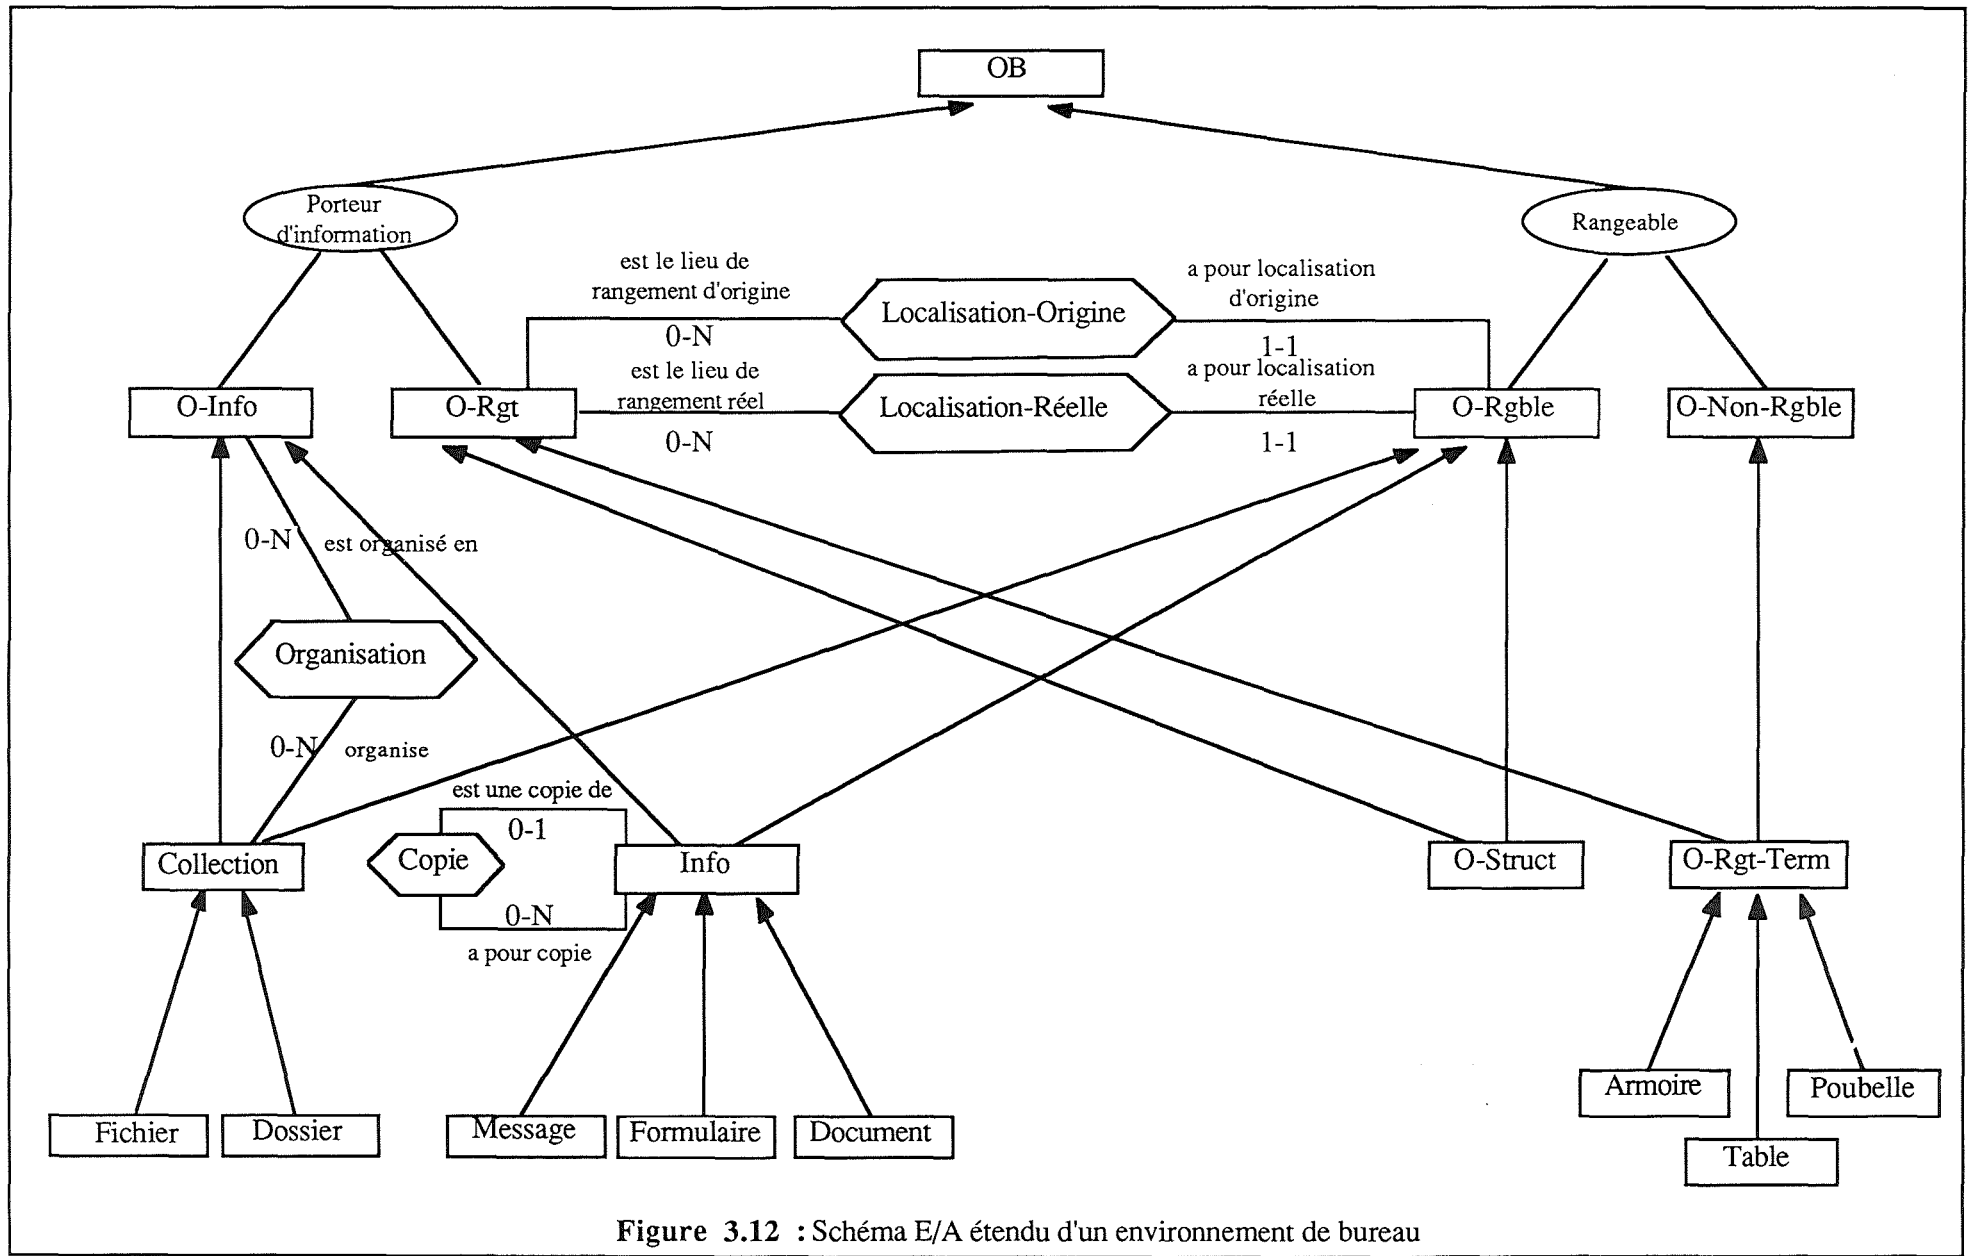 OB
Porteur
d'information
Rangeable
est le lieu de
rangement d'origine
0-N
Localisation-Origine
a pour localisation
d'origine
1-1
est le lieu de
rangement réel
0-N
Localisation-Réelle
a pour localisation
réelle
1-1
O-Info
O-Rgt
O-Rgble
O-Non-Rgble
0-N est organisé en
Organisation
0-N organise
est une copie de
0-1
Copie
0-N
a pour copie
Collection
Info
O-Struct
O-Rgt-Term
Fichier
Dossier
Message
Formulaire
Document
Armoire
Poubelle
Table
Figure 3.12 : Schéma E/A étendu d'un environnement de bureau